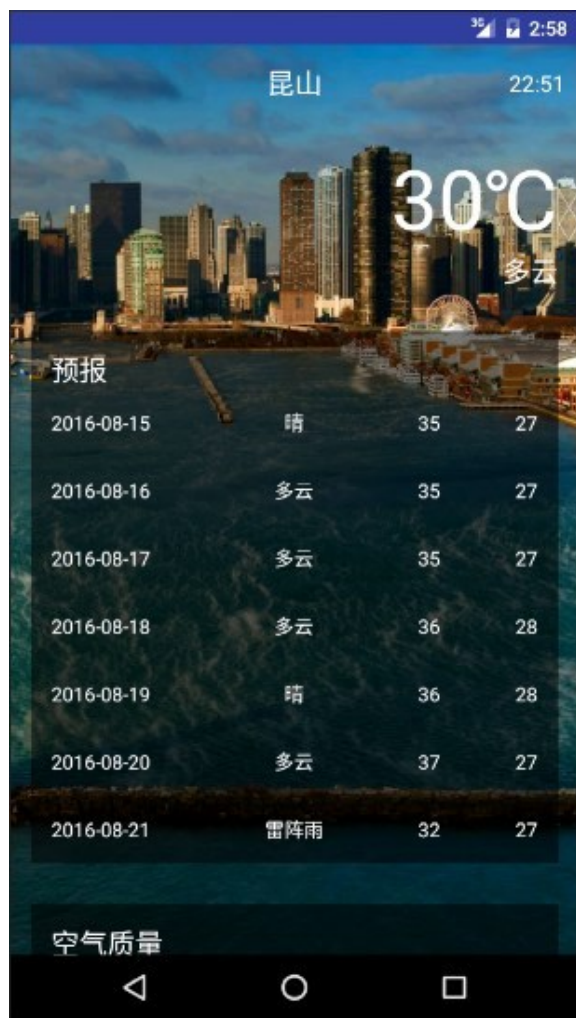 3G 2:58
昆山 22:51
30℃
多云
预报
2016-08-15 晴 35 27
2016-08-16 多云 35 27
2016-08-17 多云 35 27
2016-08-18 多云 36 28
2016-08-19 晴 36 28
2016-08-20 多云 37 27
2016-08-21 雷阵雨 32 27
空气质量